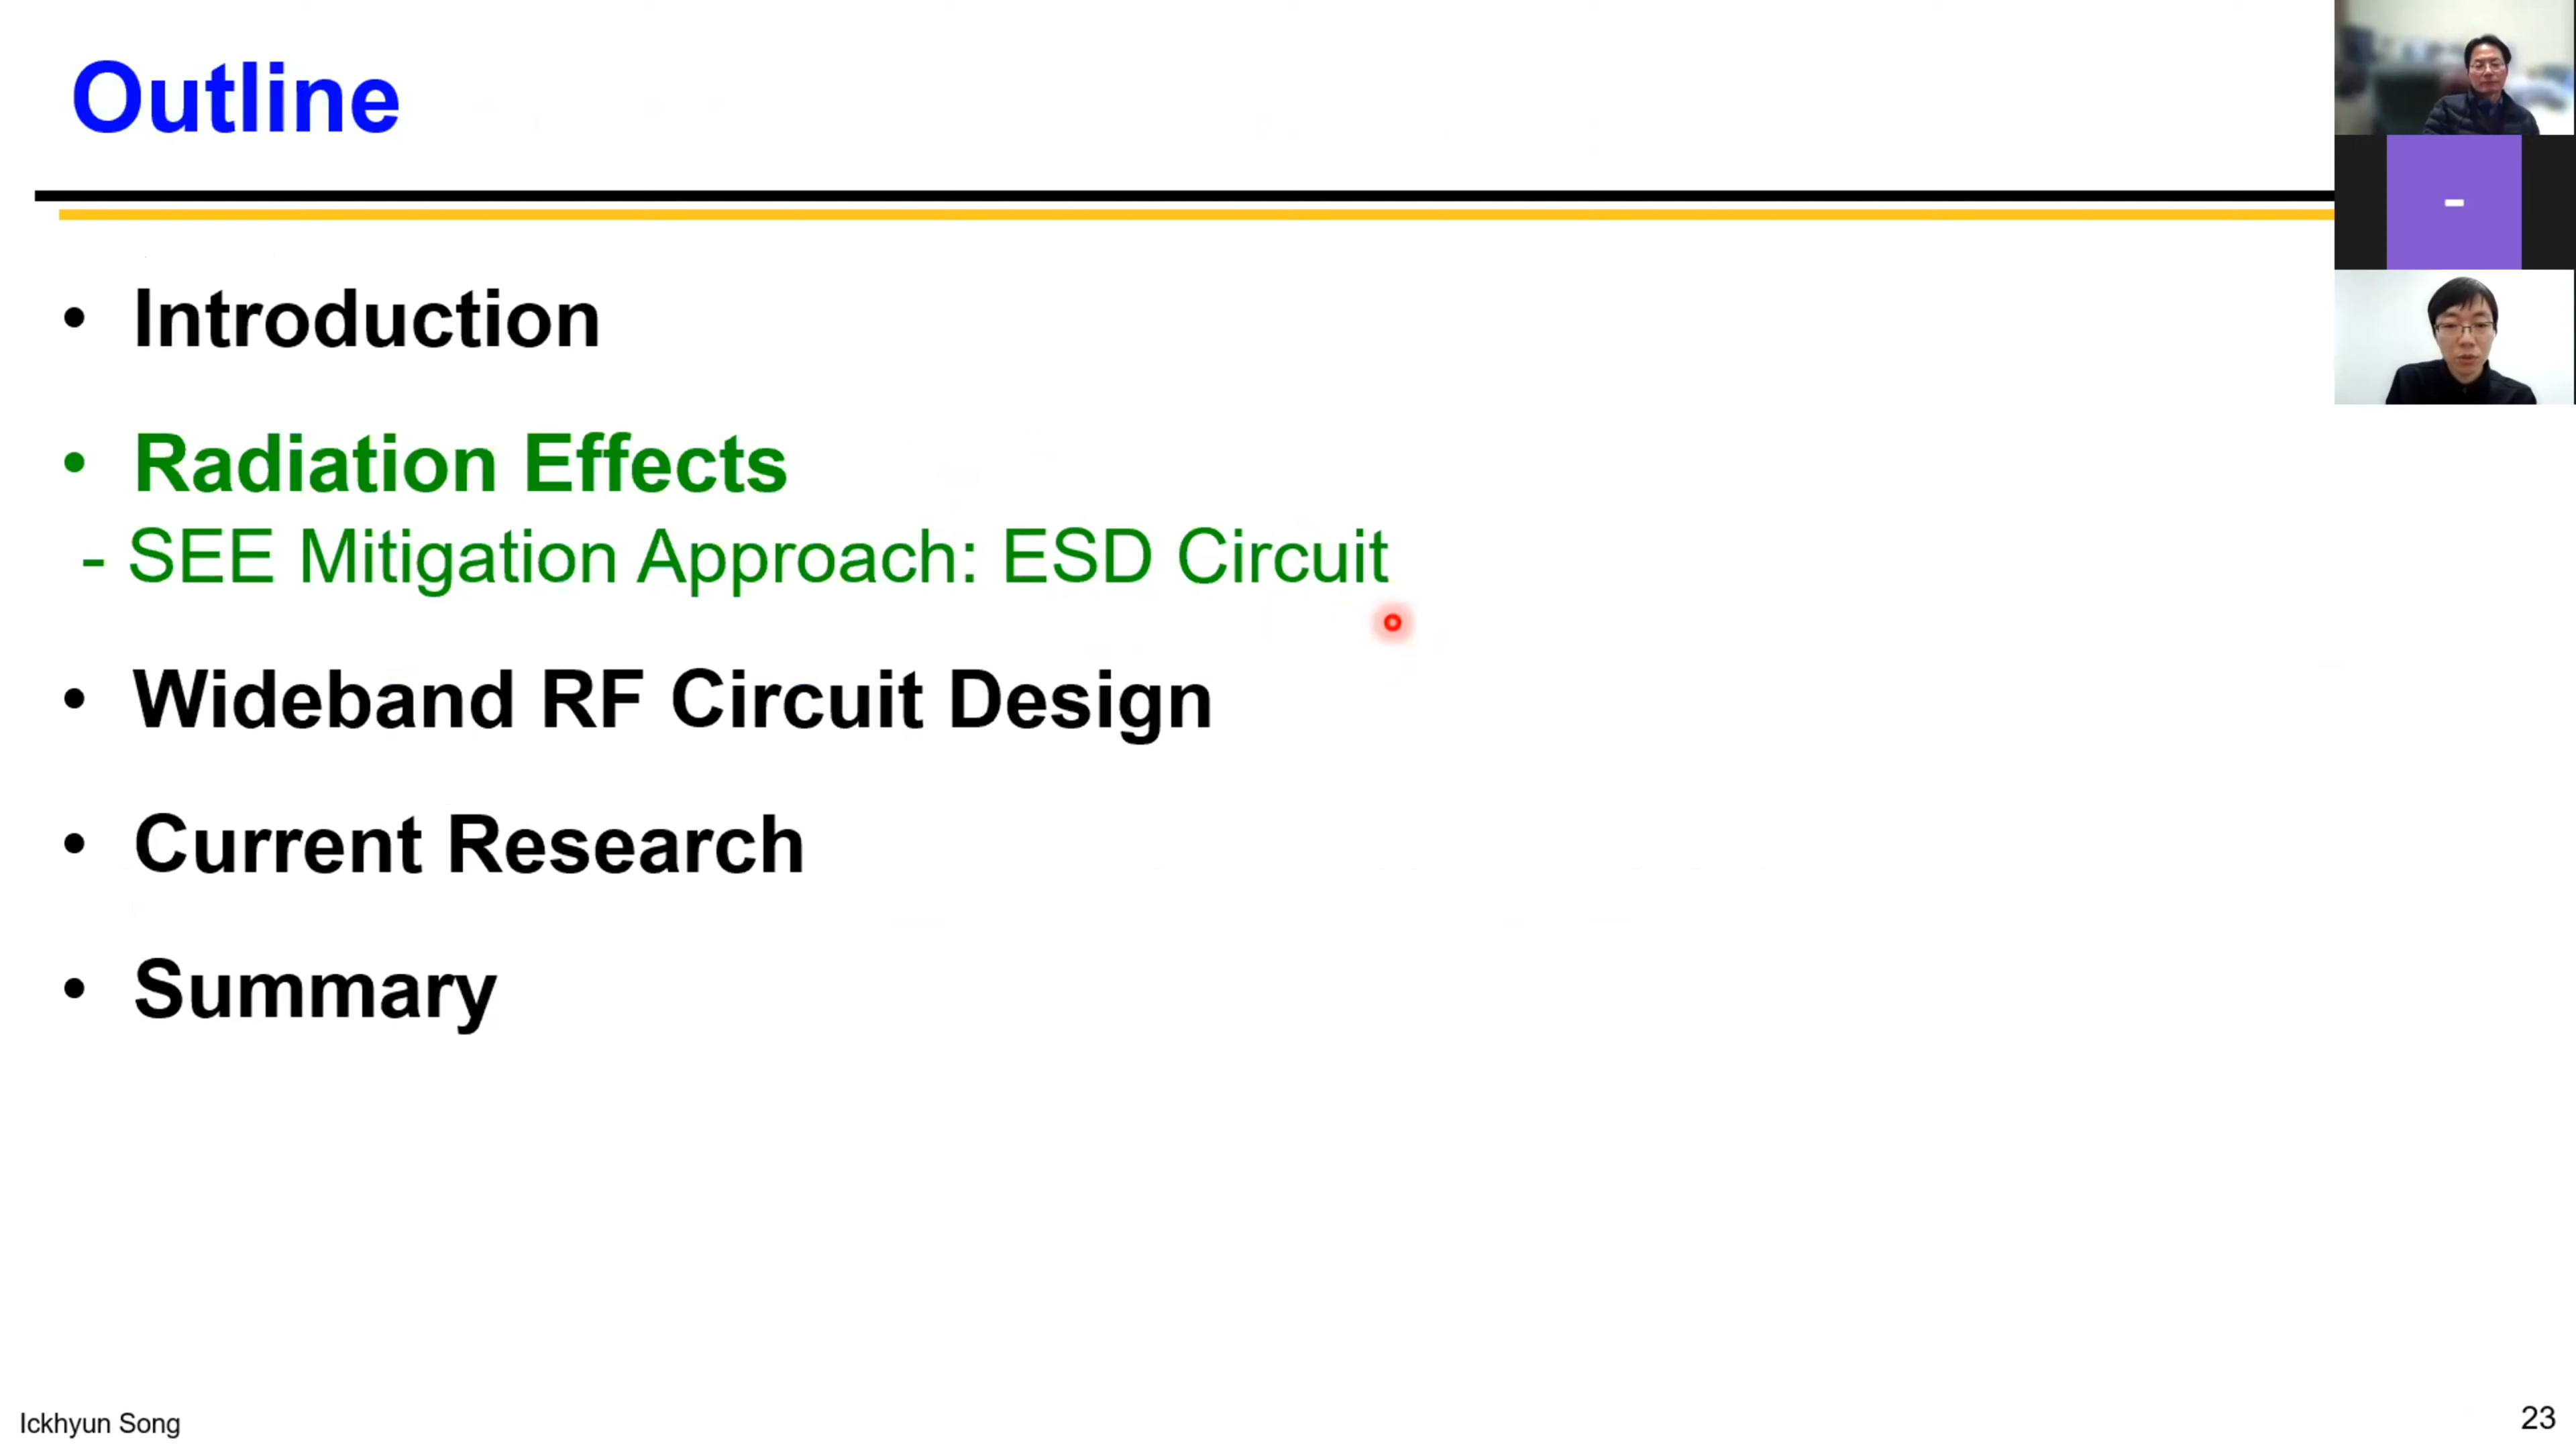 Outline
• Introduction
• Radiation Effects
- SEE Mitigation Approach: ESD Circuit
• Wideband RF Circuit Design
• Current Research
• Summary
Ickhyun Song
23
-